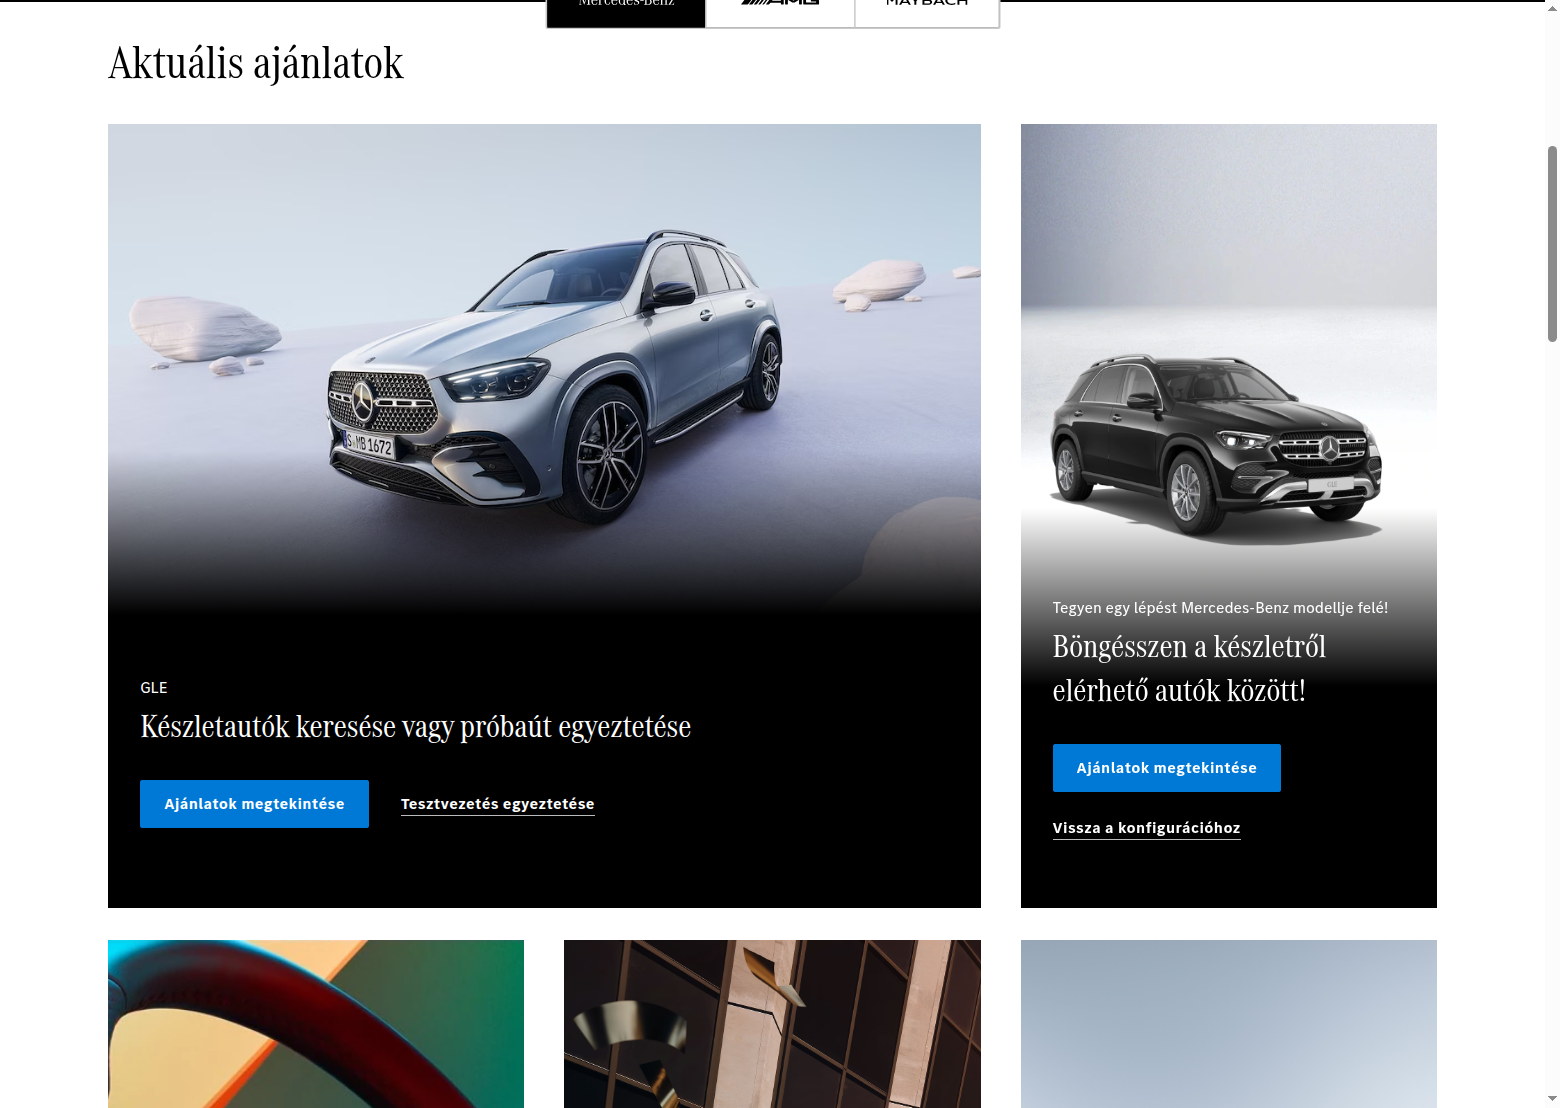 Mercedes-Benz
AMG
MAYBACH
Aktuális ajánlatok
S MB 1672
GLE
Tegyen egy lépést Mercedes-Benz modellje felé!
Böngésszen a készletről
elérhető autók között!
GLE
Készletautók keresése vagy próbaút egyeztetése
Ajánlatok megtekintése
Tesztvezetés egyeztetése
Ajánlatok megtekintése
Vissza a konfigurációhoz